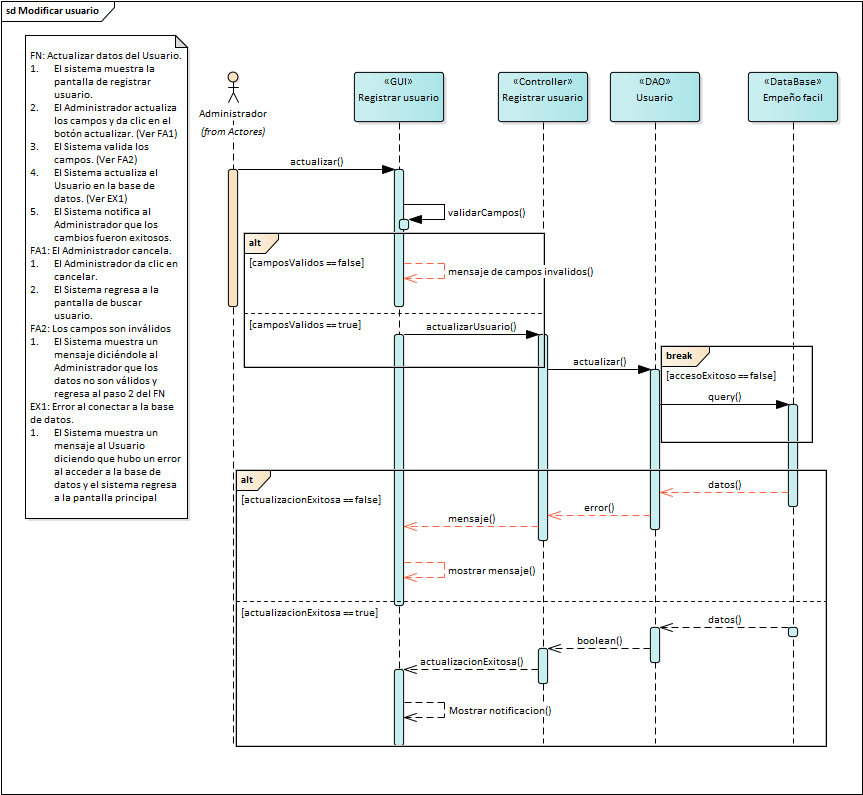 sd Modificar usuario
FN: Actualizar datos del Usuario.
1. El sistema muestra la
pantalla de registrar
usuario.
2. El Administrador actualiza
los campos y da clic en el
botón actualizar. (Ver FA1)
3. El Sistema valida los
campos. (Ver FA2)
4. El Sistema actualiza el
Usuario en la base de
datos. (Ver EX1)
5. El Sistema notifica al
Administrador que los
cambios fueron exitosos.
FA1: El Administrador cancela.
1. El Administrador da clic en
cancelar.
2. El Sistema regresa a la
pantalla de buscar
usuario.
FA2: Los campos son inválidos
1. El Sistema muestra un
mensaje diciéndole al
Administrador que los
datos no son válidos y
regresa al paso 2 del FN
EX1: Error al conectar a la base
de datos.
1. El Sistema muestra un
mensaje al Usuario
diciendo que hubo un error
al acceder a la base de
datos y el sistema regresa
a la pantalla principal
Administrador
(from Actores)
«GUI»
Registrar usuario
«Controller»
Registrar usuario
«DAO»
Usuario
«DataBase»
Empeño facil
actualizar()
validarCampos()
alt
[camposValidos == false]
mensaje de campos invalidos()
[camposValidos == true]
actualizarUsuario()
actualizar()
break
[accesoExitoso == false]
query()
alt
[actualizacionExitosa == false]
datos()
error()
mensaje()
mostrar mensaje()
[actualizacionExitosa == true]
datos()
boolean()
actualizacionExitosa()
Mostrar notificacion()